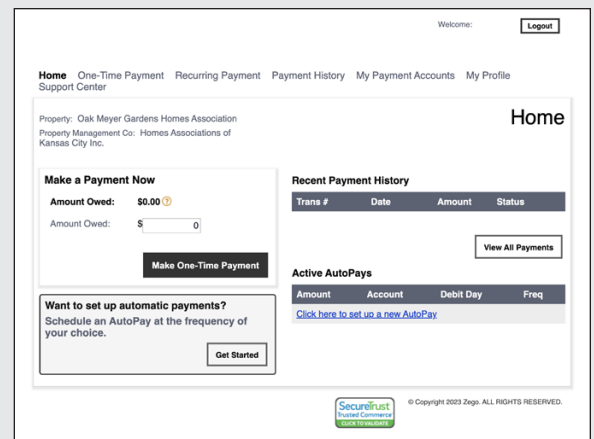 Welcome:
Logout
Home One-Time Payment Recurring Payment Payment History My Payment Accounts My Profile
Support Center
Property: Oak Meyer Gardens Homes Association
Home
Property Management Co: Homes Associations of
Kansas City Inc.
Make a Payment Now
Amount Owed: $0.00 ?
Amount Owed: $ 0
Make One-Time Payment
Want to set up automatic payments?
Schedule an AutoPay at the frequency of
your choice.
Get Started
Recent Payment History
Trans # Date Amount Status
View All Payments
Active AutoPays
Amount Account Debit Day Freq
Click here to set up a new AutoPay
SecureTrust
Trusted Commerce
CLICK TO VALIDATE
© Copyright 2023 Zego. ALL RIGHTS RESERVED.